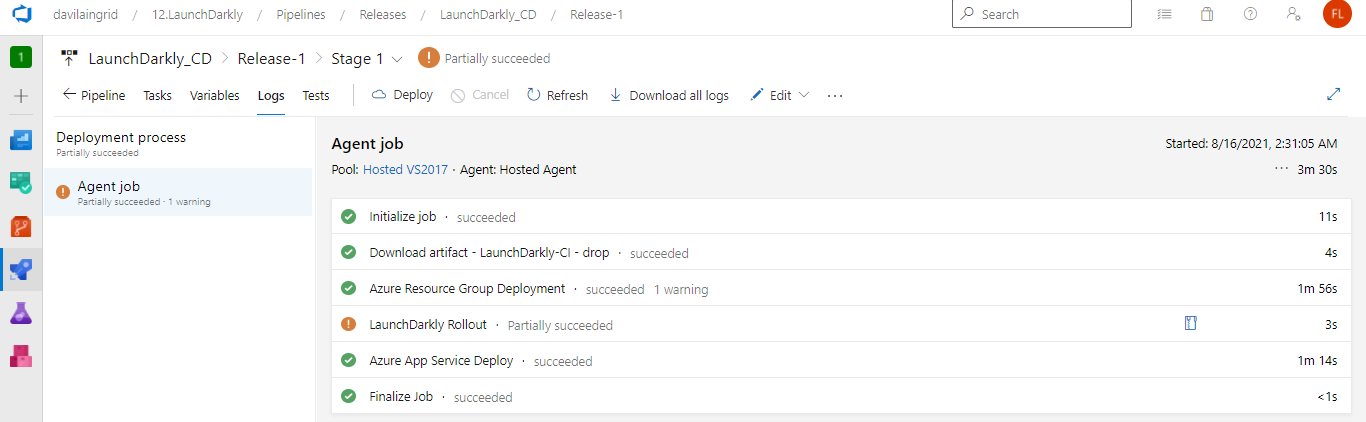 davilaingrid / 12.LaunchDarkly / Pipelines / Releases / LaunchDarkly_CD / Release-1
Search
FL
1
LaunchDarkly_CD > Release-1 > Stage 1
! Partially succeeded
Pipeline Tasks Variables Logs Tests Deploy Cancel Refresh Download all logs Edit ...
Deployment process
Partially succeeded
Agent job
Partially succeeded · 1 warning
Agent job
Started: 8/16/2021, 2:31:05 AM
Pool: Hosted VS2017 · Agent: Hosted Agent
... 3m 30s
Initialize job · succeeded 11s
Download artifact - LaunchDarkly-CI - drop · succeeded 4s
Azure Resource Group Deployment · succeeded 1 warning 1m 56s
LaunchDarkly Rollout · Partially succeeded 3s
Azure App Service Deploy · succeeded 1m 14s
Finalize Job · succeeded <1s